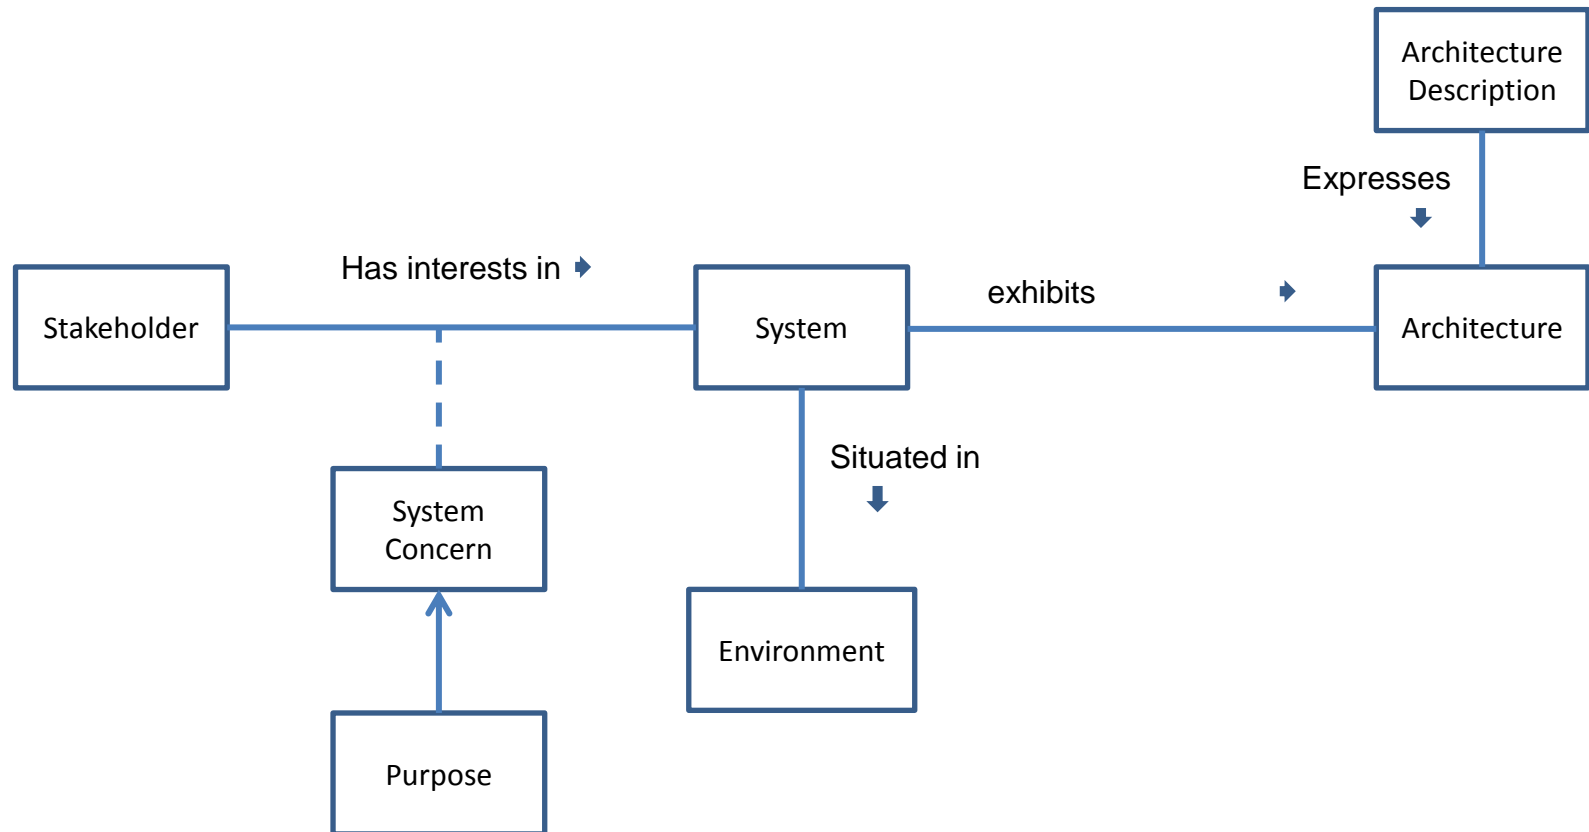 Architecture
Description
Expresses
Has interests in
exhibits
Stakeholder
System
Architecture
Situated in
System
Concern
Environment
Purpose